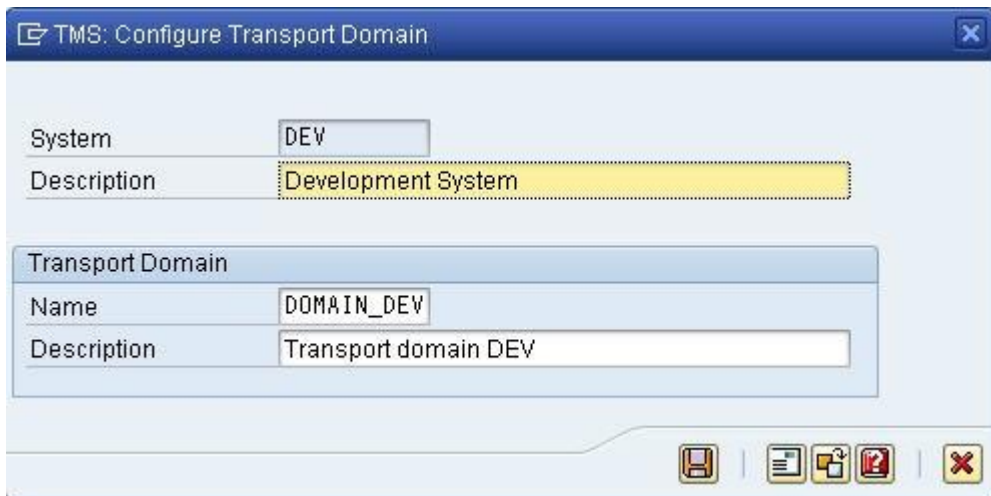 TMS: Configure Transport Domain
System DEV
Description Development System
Transport Domain
Name DOMAIN_DEV
Description Transport domain DEV